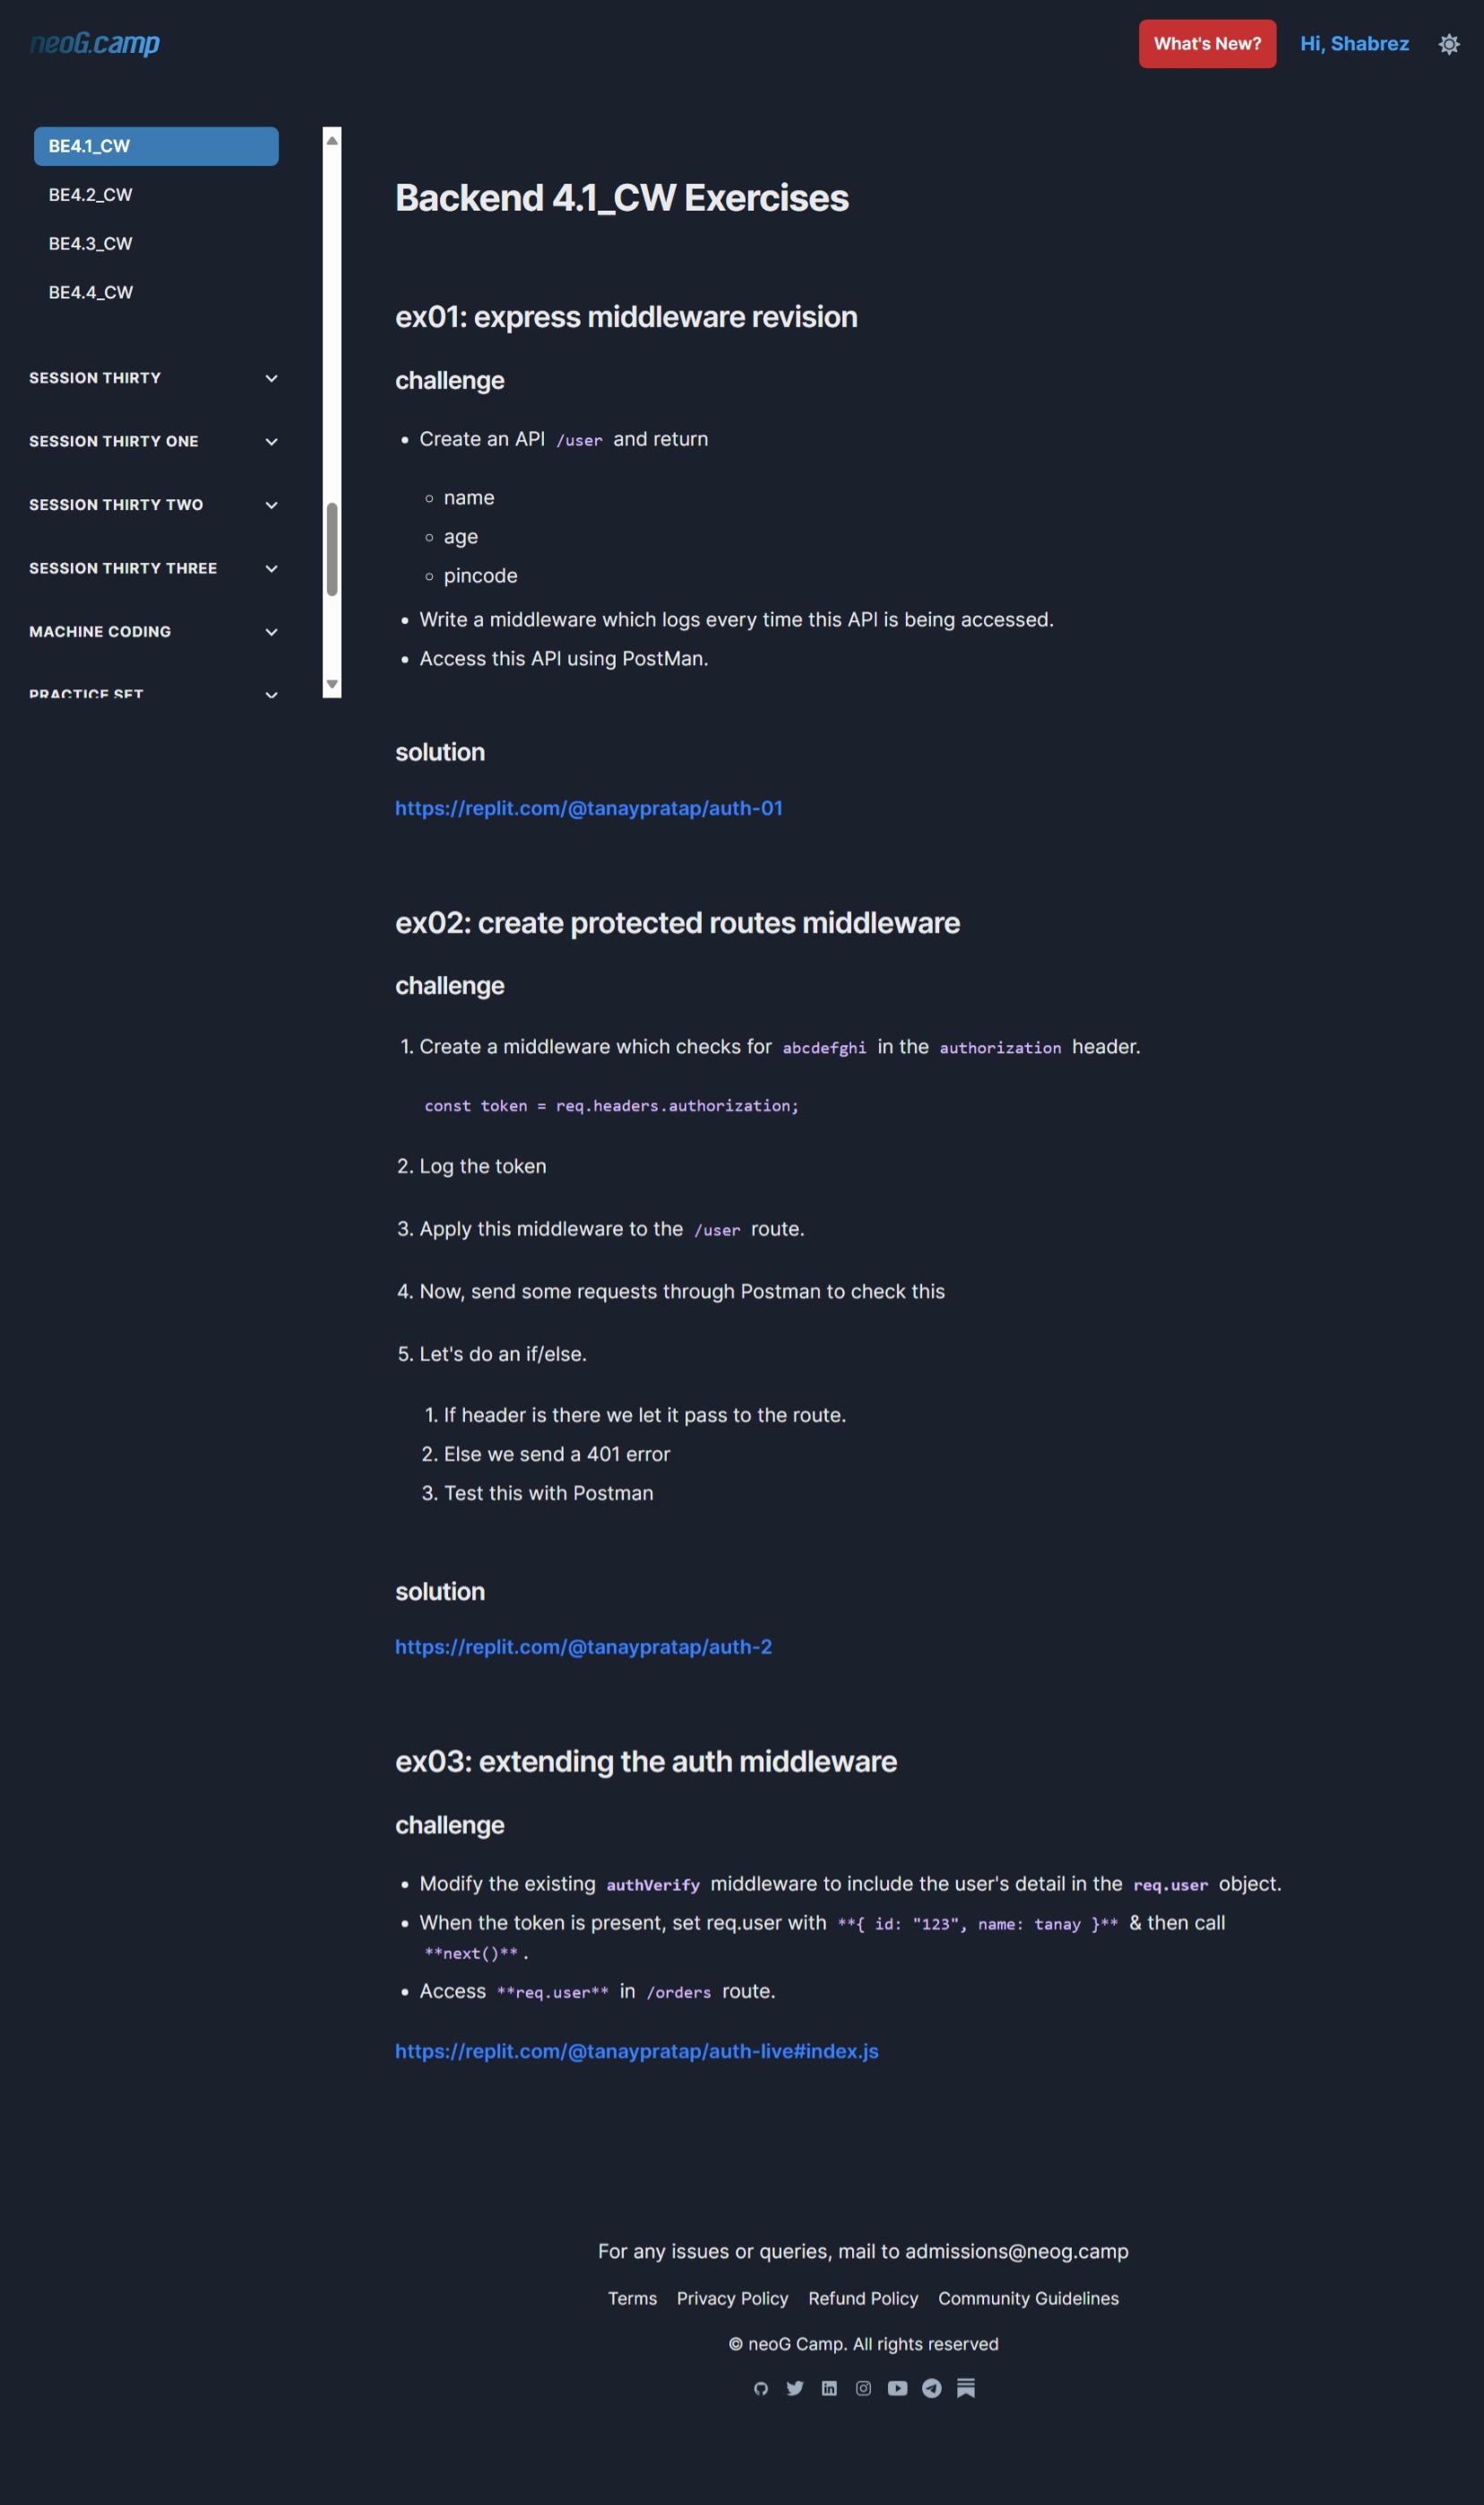 neoG.camp
What's New?
Hi, Shabrez
BE4.1_CW
BE4.2_CW
BE4.3_CW
BE4.4_CW
SESSION THIRTY
SESSION THIRTY ONE
SESSION THIRTY TWO
SESSION THIRTY THREE
MACHINE CODING
PRACTICE SET
Backend 4.1_CW Exercises
ex01: express middleware revision
challenge
• Create an API /user and return
◦ name
◦ age
◦ pincode
• Write a middleware which logs every time this API is being accessed.
• Access this API using PostMan.
solution
https://replit.com/@tanaypratap/auth-01
ex02: create protected routes middleware
challenge
1. Create a middleware which checks for abcdefghi in the authorization header.
const token = req.headers.authorization;
2. Log the token
3. Apply this middleware to the /user route.
4. Now, send some requests through Postman to check this
5. Let's do an if/else.
1. If header is there we let it pass to the route.
2. Else we send a 401 error
3. Test this with Postman
solution
https://replit.com/@tanaypratap/auth-2
ex03: extending the auth middleware
challenge
• Modify the existing authVerify middleware to include the user's detail in the req.user object.
• When the token is present, set req.user with **{ id: "123", name: tanay }** & then call
**next()** .
• Access **req.user** in /orders route.
https://replit.com/@tanaypratap/auth-live#index.js
For any issues or queries, mail to admissions@neog.camp
Terms Privacy Policy Refund Policy Community Guidelines
© neoG Camp. All rights reserved